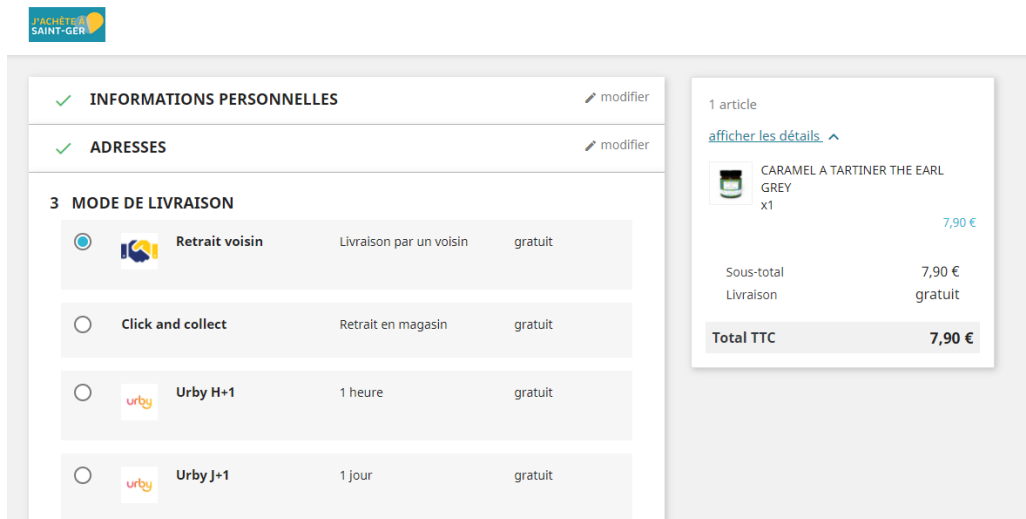 J'ACHÈTE À
SAINT-GER
INFORMATIONS PERSONNELLES
modifier
ADRESSES
modifier
3 MODE DE LIVRAISON
Retrait voisin Livraison par un voisin gratuit
Click and collect Retrait en magasin gratuit
urby Urby H+1 1 heure gratuit
urby Urby J+1 1 jour gratuit
1 article
afficher les détails
CARAMEL A TARTINER THE EARL
GREY
x1
7,90 €
Sous-total 7,90 €
Livraison gratuit
Total TTC 7,90 €